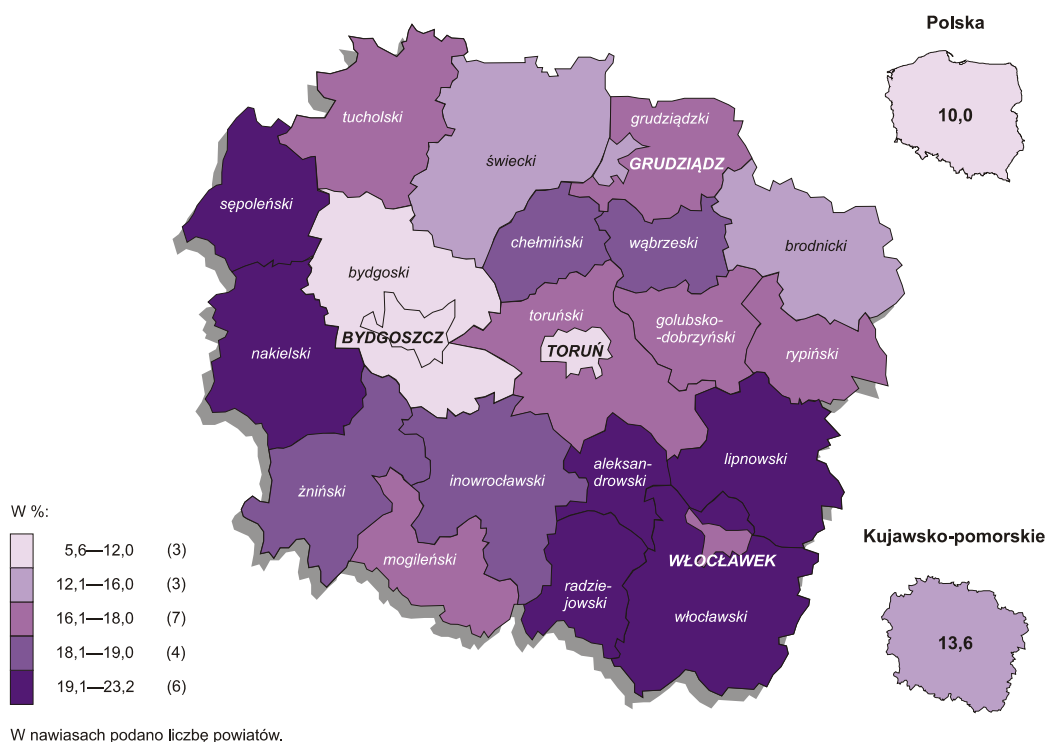 Polska
10,0
tucholski
grudziądzki
świecki
GRUDZIĄDZ
sępoleński
chełmiński
wąbrzeski
brodnicki
bydgoski
toruński
golubsko-
-dobrzyński
BYDGOSZCZ
TORUŃ
nakielski
rypiński
aleksan-
drowski
lipnowski
żniński
inowrocławski
mogileński
WŁOCŁAWEK
radzie-
jowski
włocławski
W %:
5,6—12,0 (3)
12,1—16,0 (3)
16,1—18,0 (7)
18,1—19,0 (4)
19,1—23,2 (6)
Kujawsko-pomorskie
13,6
W nawiasach podano liczbę powiatów.